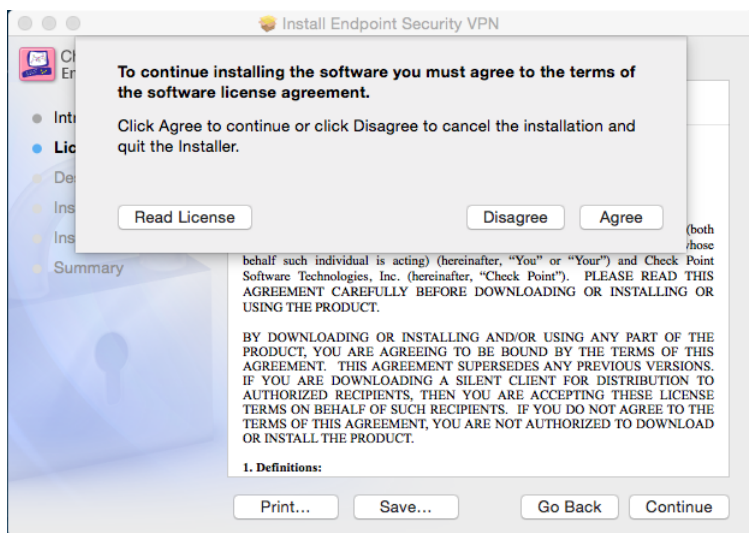 Install Endpoint Security VPN
To continue installing the software you must agree to the terms of
the software license agreement.
Click Agree to continue or click Disagree to cancel the installation and
quit the Installer.
Read License
Disagree
Agree
Summary
(both
behalf such individual is acting) (hereinafter, “You” or “Your”) and Check Point
Software Technologies, Inc. (hereinafter, “Check Point”). PLEASE READ THIS
AGREEMENT CAREFULLY BEFORE DOWNLOADING OR INSTALLING OR
USING THE PRODUCT.
BY DOWNLOADING OR INSTALLING AND/OR USING ANY PART OF THE
PRODUCT, YOU ARE AGREEING TO BE BOUND BY THE TERMS OF THIS
AGREEMENT. THIS AGREEMENT SUPERSEDES ANY PREVIOUS VERSIONS.
IF YOU ARE DOWNLOADING A SILENT CLIENT FOR DISTRIBUTION TO
AUTHORIZED RECIPIENTS, THEN YOU ARE ACCEPTING THESE LICENSE
TERMS ON BEHALF OF SUCH RECIPIENTS. IF YOU DO NOT AGREE TO THE
TERMS OF THIS AGREEMENT, YOU ARE NOT AUTHORIZED TO DOWNLOAD
OR INSTALL THE PRODUCT.
1. Definitions:
Print...
Save...
Go Back
Continue